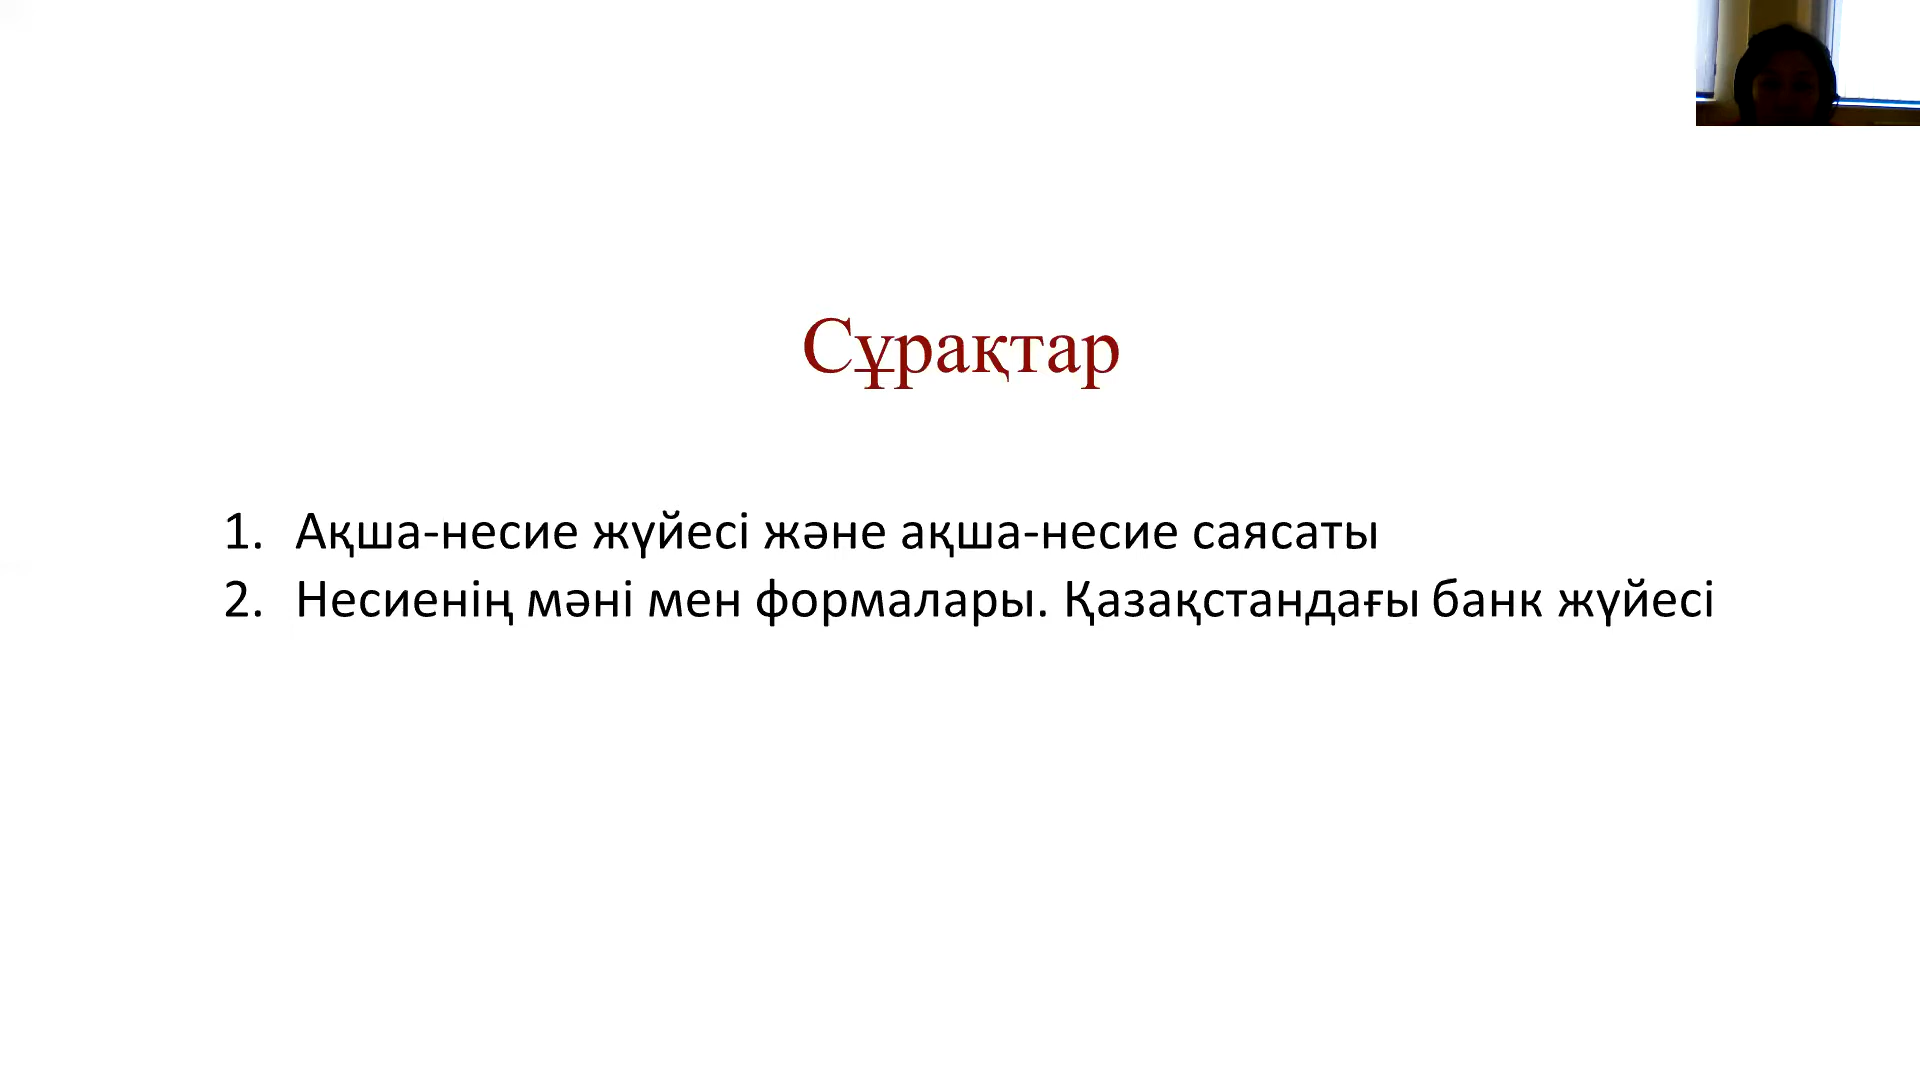 Сұрақтар
1. Ақша-несие жүйесі және ақша-несие саясаты
2. Несиенің мәні мен формалары. Қазақстандағы банк жүйесі